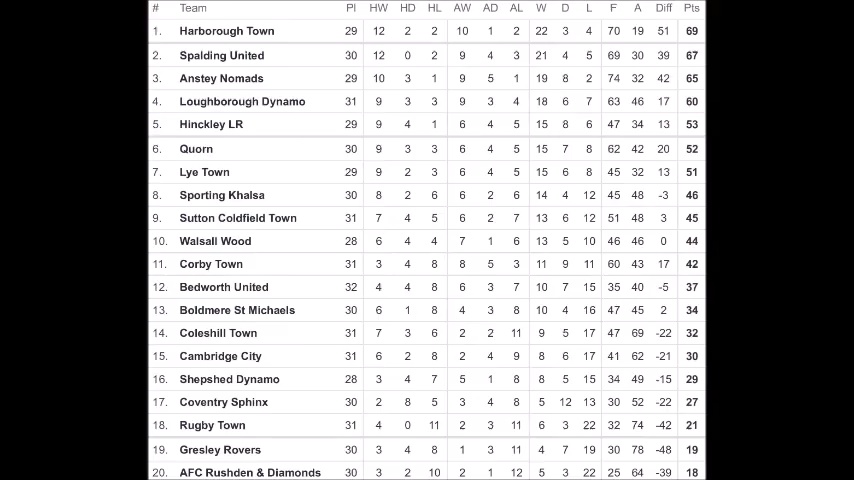 # Team Pl HW HD HL AW AD AL W D L F A Diff Pts
1. Harborough Town 29 12 2 2 10 1 2 22 3 4 70 19 51 69
2. Spalding United 30 12 0 2 9 4 3 21 4 5 69 30 39 67
3. Anstey Nomads 29 10 3 1 9 5 1 19 8 2 74 32 42 65
4. Loughborough Dynamo 31 9 3 3 9 3 4 18 6 7 63 46 17 60
5. Hinckley LR 29 9 4 1 6 4 5 15 8 6 47 34 13 53
6. Quorn 30 9 3 3 6 4 5 15 7 8 62 42 20 52
7. Lye Town 29 9 2 3 6 4 5 15 6 8 45 32 13 51
8. Sporting Khalsa 30 8 2 6 6 2 6 14 4 12 45 48 -3 46
9. Sutton Coldfield Town 31 7 4 5 6 2 7 13 6 12 51 48 3 45
10. Walsall Wood 28 6 4 4 7 1 6 13 5 10 46 46 0 44
11. Corby Town 31 3 4 8 8 5 3 11 9 11 60 43 17 42
12. Bedworth United 32 4 4 8 6 3 7 10 7 15 35 40 -5 37
13. Boldmere St Michaels 30 6 1 8 4 3 8 10 4 16 47 45 2 34
14. Coleshill Town 31 7 3 6 2 2 11 9 5 17 47 69 -22 32
15. Cambridge City 31 6 2 8 2 4 9 8 6 17 41 62 -21 30
16. Shepshed Dynamo 28 3 4 7 5 1 8 8 5 15 34 49 -15 29
17. Coventry Sphinx 30 2 8 5 3 4 8 5 12 13 30 52 -22 27
18. Rugby Town 31 4 0 11 2 3 11 6 3 22 32 74 -42 21
19. Gresley Rovers 30 3 4 8 1 3 11 4 7 19 30 78 -48 19
20. AFC Rushden & Diamonds 30 3 2 10 2 1 12 5 3 22 25 64 -39 18